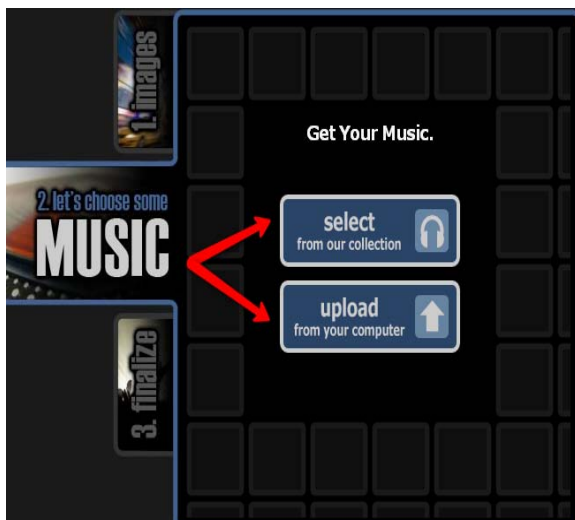 1. images
Get Your Music.
2. let's choose some
MUSIC
select
from our collection
upload
from your computer
3. finalize